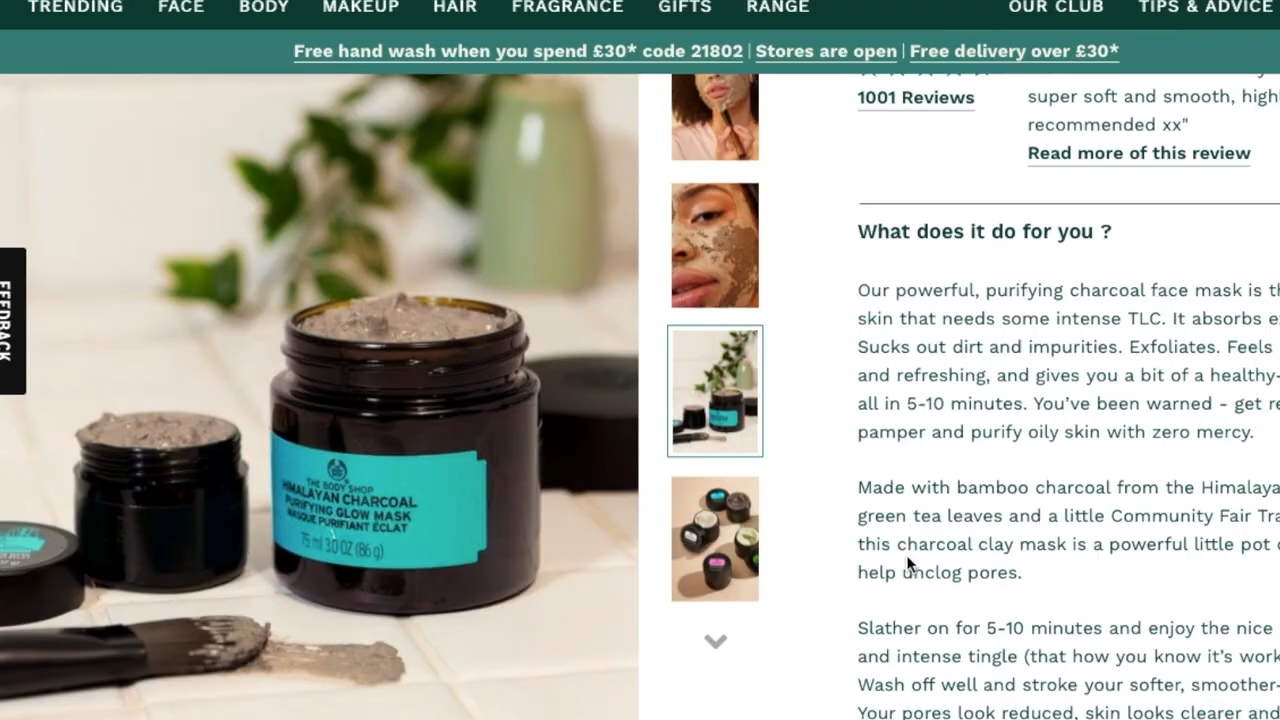 TRENDING FACE BODY MAKEUP HAIR FRAGRANCE GIFTS RANGE OUR CLUB TIPS & ADVICE
Free hand wash when you spend £30* code 21802 | Stores are open | Free delivery over £30*
1001 Reviews
super soft and smooth, high
recommended xx"
Read more of this review
What does it do for you ?
Our powerful, purifying charcoal face mask is th
skin that needs some intense TLC. It absorbs e
Sucks out dirt and impurities. Exfoliates. Feels
and refreshing, and gives you a bit of a healthy-
all in 5-10 minutes. You've been warned - get re
pamper and purify oily skin with zero mercy.
Made with bamboo charcoal from the Himalaya
green tea leaves and a little Community Fair Tra
this charcoal clay mask is a powerful little pot o
help unclog pores.
Slather on for 5-10 minutes and enjoy the nice
and intense tingle (that how you know it's work
Wash off well and stroke your softer, smoother-
Your pores look reduced, skin looks clearer and
FEEDBACK
THE BODY SHOP
HIMALAYAN CHARCOAL
PURIFYING GLOW MASK
MASQUE PURIFIANT ÉCLAT
75 ml 3.0 OZ (86 g)